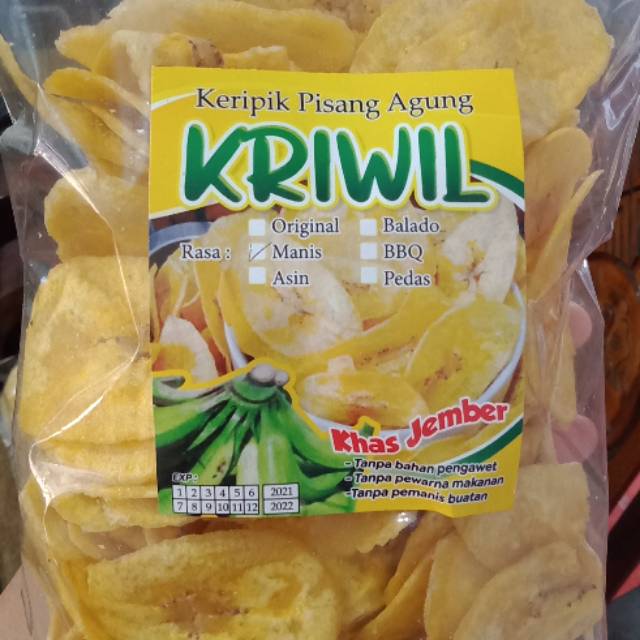 Keripik Pisang Agung
KRIWIL
Rasa :
Original
Manis
Asin
Balado
BBQ
Pedas
Khas Jember
- Tanpa bahan pengawet
- Tanpa pewarna makanan
-Tanpa pemanis buatan
EXP :
1 2 3 4 5 6 2021
7 8 9 10 11 12 2022